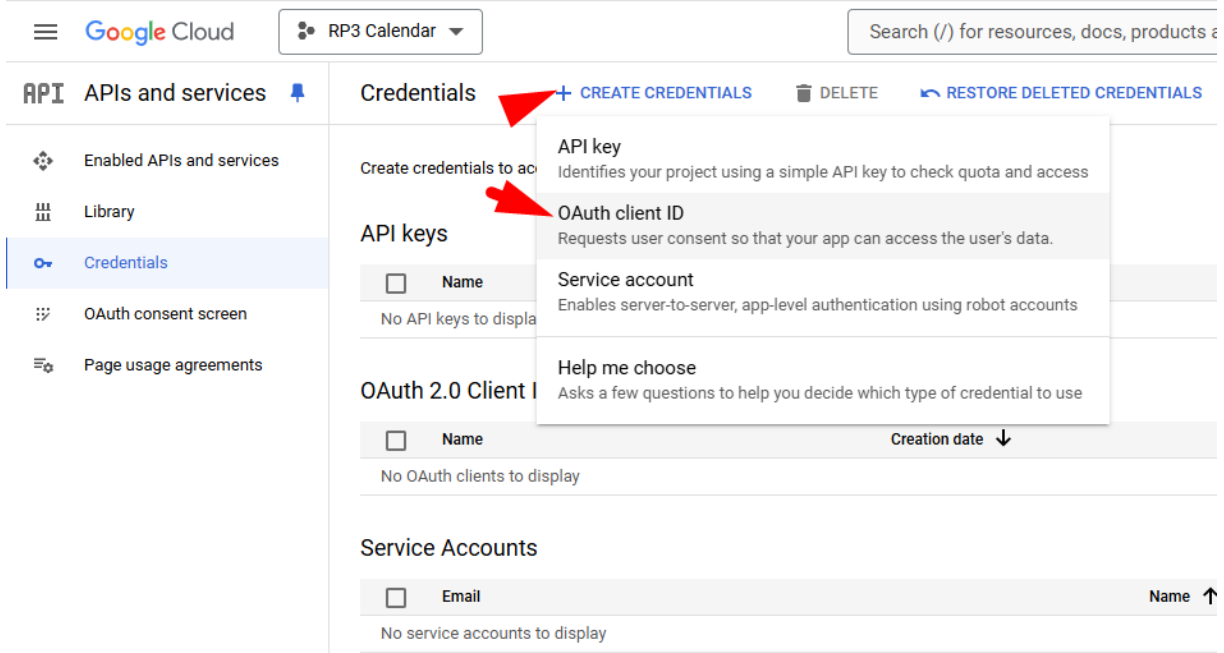 Google Cloud
RP3 Calendar
Search (/) for resources, docs, products
API
APIs and services
Credentials
CREATE CREDENTIALS
DELETE
RESTORE DELETED CREDENTIALS
Enabled APIs and services
Library
Credentials
OAuth consent screen
Page usage agreements
Create credentials to
API key
Identifies your project using a simple API key to check quota and access
OAuth client ID
Requests user consent so that your app can access the user's data.
Service account
Enables server-to-server, app-level authentication using robot accounts
Help me choose
Asks a few questions to help you decide which type of credential to use
API keys
Name
No API keys to displa
OAuth 2.0 Client I
Name
Creation date
No OAuth clients to display
Service Accounts
Email
Name
No service accounts to display